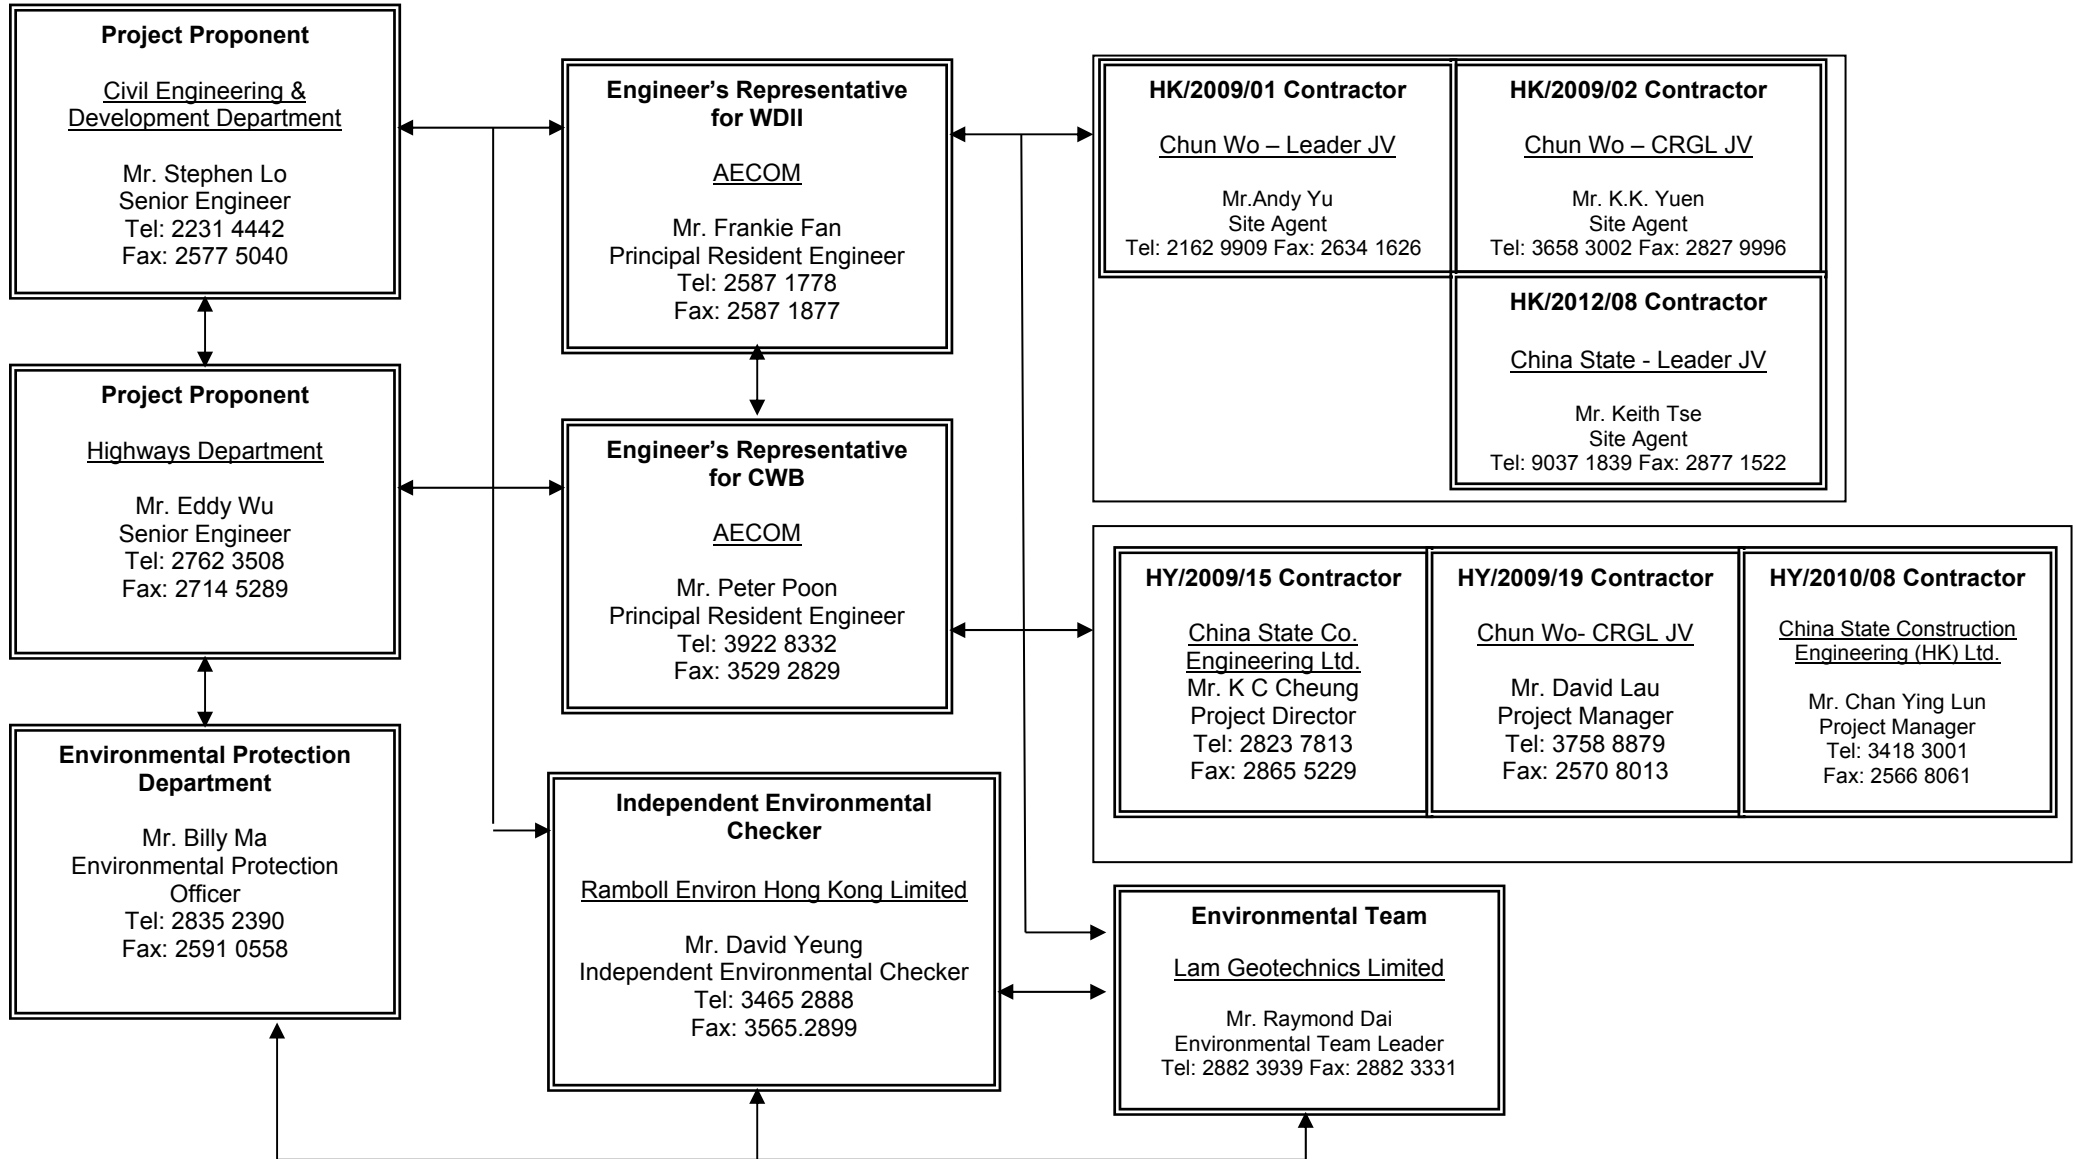 Project Proponent
Civil Engineering &
Development Department
Mr. Stephen Lo
Senior Engineer
Tel: 2231 4442
Fax: 2577 5040
Project Proponent
Highways Department
Mr. Eddy Wu
Senior Engineer
Tel: 2762 3508
Fax: 2714 5289
Environmental Protection
Department
Mr. Billy Ma
Environmental Protection
Officer
Tel: 2835 2390
Fax: 2591 0558
Engineer’s Representative
for WDII
AECOM
Mr. Frankie Fan
Principal Resident Engineer
Tel: 2587 1778
Fax: 2587 1877
Engineer’s Representative
for CWB
AECOM
Mr. Peter Poon
Principal Resident Engineer
Tel: 3922 8332
Fax: 3529 2829
Independent Environmental
Checker
Ramboll Environ Hong Kong Limited
Mr. David Yeung
Independent Environmental Checker
Tel: 3465 2888
Fax: 3565.2899
HK/2009/01 Contractor
Chun Wo – Leader JV
Mr.Andy Yu
Site Agent
Tel: 2162 9909 Fax: 2634 1626
HK/2009/02 Contractor
Chun Wo – CRGL JV
Mr. K.K. Yuen
Site Agent
Tel: 3658 3002 Fax: 2827 9996
HK/2012/08 Contractor
China State - Leader JV
Mr. Keith Tse
Site Agent
Tel: 9037 1839 Fax: 2877 1522
HY/2009/15 Contractor
China State Co.
Engineering Ltd.
Mr. K C Cheung
Project Director
Tel: 2823 7813
Fax: 2865 5229
HY/2009/19 Contractor
Chun Wo- CRGL JV
Mr. David Lau
Project Manager
Tel: 3758 8879
Fax: 2570 8013
HY/2010/08 Contractor
China State Construction
Engineering (HK) Ltd.
Mr. Chan Ying Lun
Project Manager
Tel: 3418 3001
Fax: 2566 8061
Environmental Team
Lam Geotechnics Limited
Mr. Raymond Dai
Environmental Team Leader
Tel: 2882 3939 Fax: 2882 3331